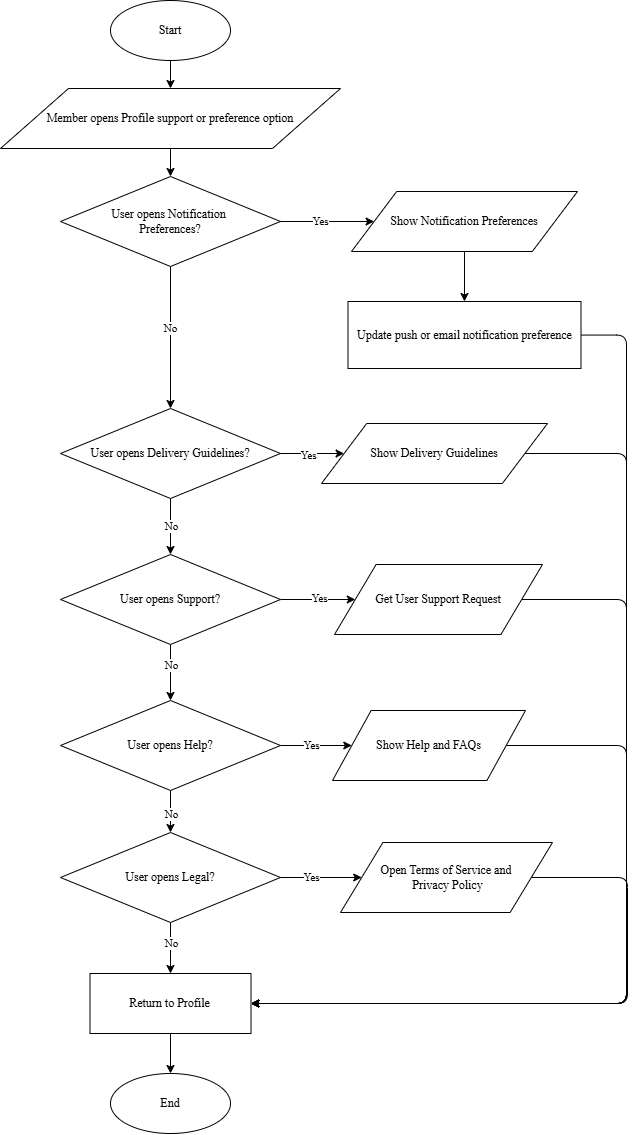 Start
Member opens Profile support or preference option
User opens Notification
Preferences?
Yes
Show Notification Preferences
Update push or email notification preference
No
User opens Delivery Guidelines?
Yes
Show Delivery Guidelines
No
User opens Support?
Yes
Get User Support Request
No
User opens Help?
Yes
Show Help and FAQs
No
User opens Legal?
Yes
Open Terms of Service and
Privacy Policy
No
Return to Profile
End